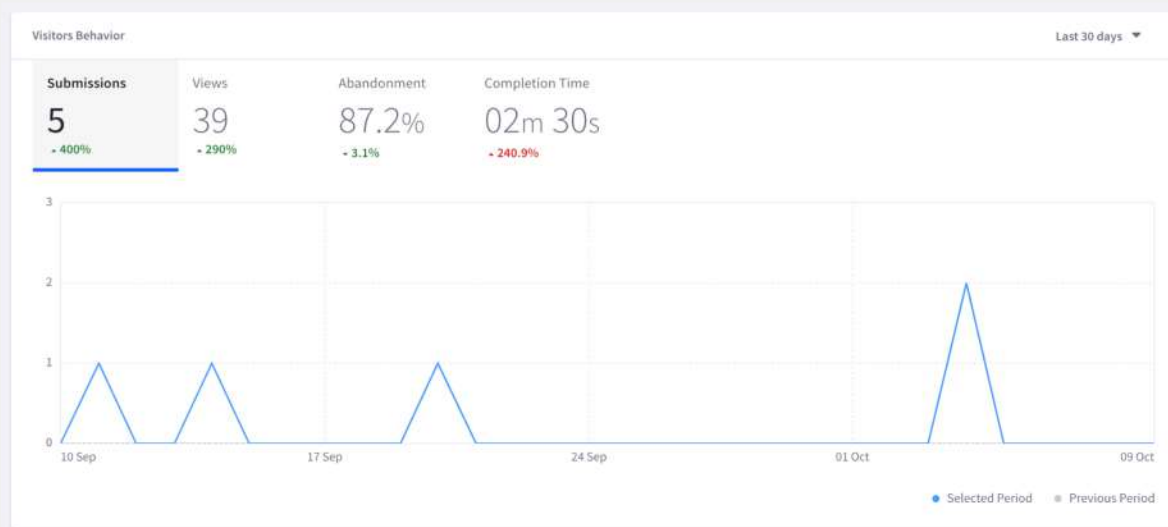 Visitors Behavior
Last 30 days
Submissions
5
400%
Views
39
290%
Abandonment
87.2%
3.1%
Completion Time
02m 30s
240.9%
3
2
1
0
10 Sep
17 Sep
24 Sep
01 Oct
09 Oct
Selected Period
Previous Period